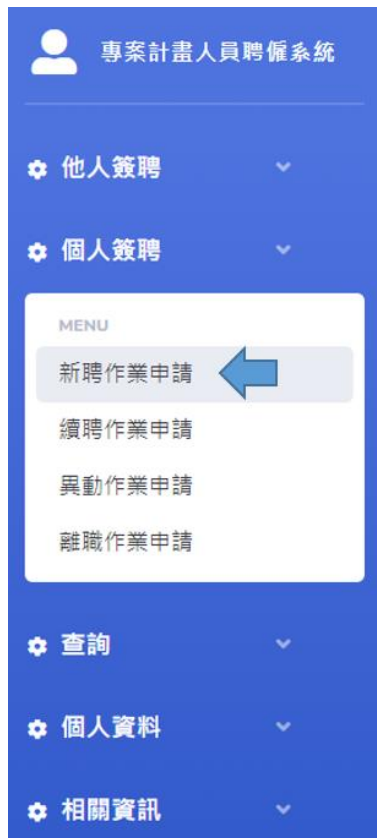 專案計畫人員聘僱系統
他人簽聘
個人簽聘
MENU
新聘作業申請
續聘作業申請
異動作業申請
離職作業申請
查詢
個人資料
相關資訊